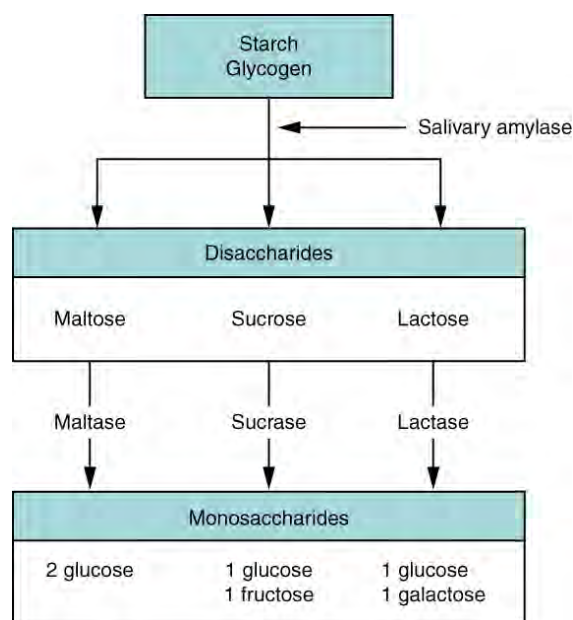 Starch
Glycogen
Salivary amylase
Disaccharides
Maltose Sucrose Lactose
Maltase Sucrase Lactase
Monosaccharides
2 glucose 1 glucose 1 glucose
1 fructose 1 galactose